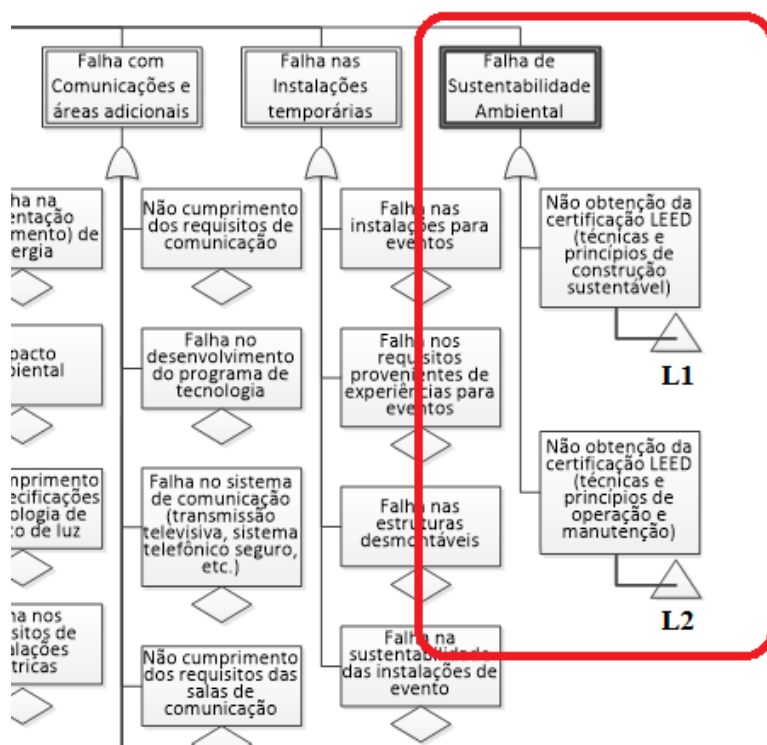 Falha com
Comunicações e
áreas adicionais
Falha nas
Instalações
temporárias
Falha de
Sustentabilidade
Ambiental
de
Não cumprimento
dos requisitos de
comunicação
Falha no
desenvolvimento
do programa de
tecnologia
Falha no sistema
de comunicação
(transmissão
televisiva, sistema
telefônico seguro,
etc.)
Não cumprimento
dos requisitos das
salas de
comunicação
Falha nas
instalações para
eventos
Falha nos
requisitos
provenientes de
experiências para
eventos
Falha nas
estruturas
desmontáveis
Falha na
sustentabilidade
das instalações de
evento
Não obtenção da
certificação LEED
(técnicas e
princípios de
construção
sustentável)
L1
Não obtenção da
certificação LEED
(técnicas e
princípios de
operação e
manutenção)
L2